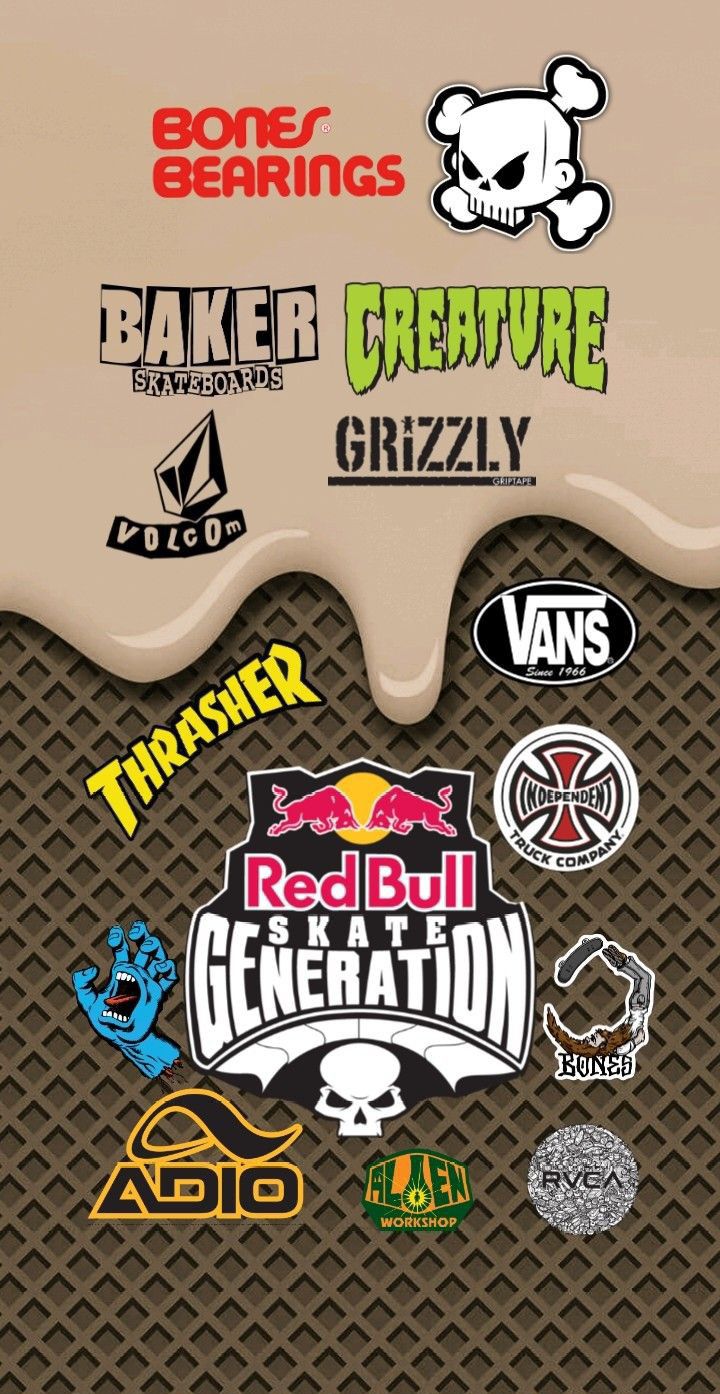 BONES®
BEARINGS
BAKER
SKATEBOARDS
CREATURE
GRiZZLY
GRIPTAPE
VOLCOm
VANS®
Since 1966
THRASHER
INDEPENDENT
TRUCK COMPANY
Red Bull
SKATE
GENERATION
BONES
ADIO
ALIEN
WORKSHOP
RVCA